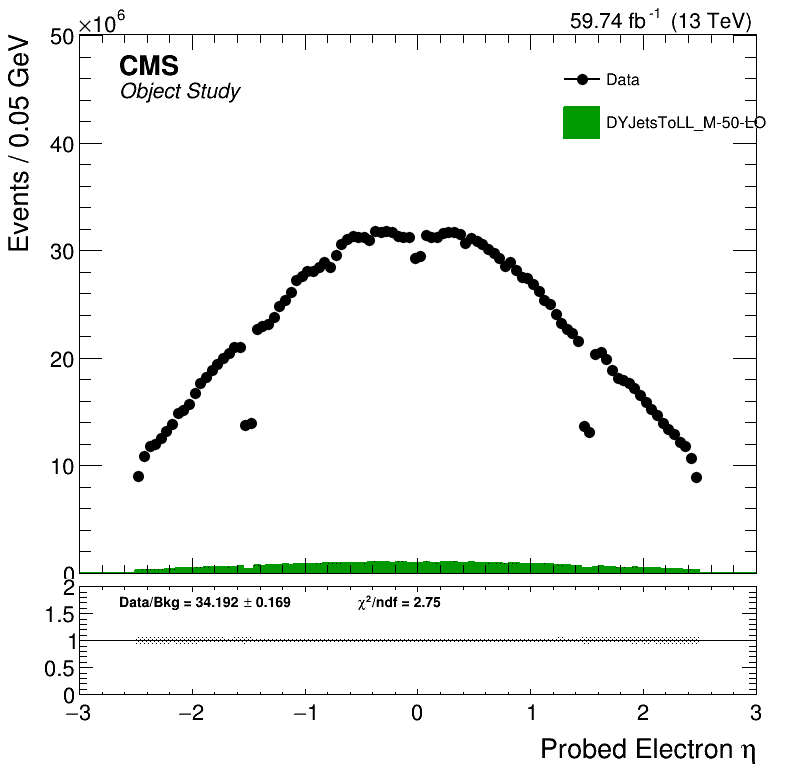 ×10⁶
59.74 fb⁻¹ (13 TeV)
Events / 0.05 GeV
50
40
30
20
10
0
CMS
Object Study
Data
DYJetsToLL_M-50-LO
2
1.5
1
0.5
0
Data/Bkg = 34.192 ± 0.169
χ²/ndf = 2.75
−3
−2
−1
0
1
2
3
Probed Electron η